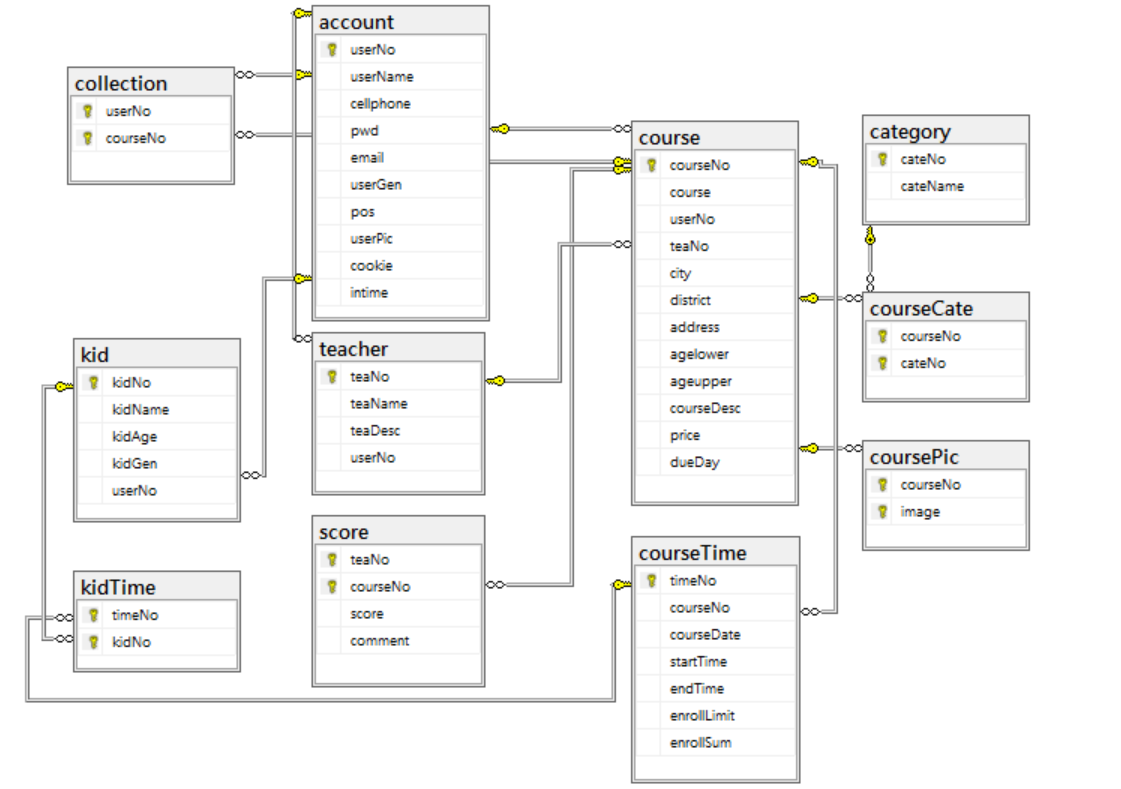 account
userNo
userName
cellphone
pwd
email
userGen
pos
userPic
cookie
intime
collection
userNo
courseNo
course
courseNo
course
userNo
teaNo
city
district
address
agelower
ageupper
courseDesc
price
dueDay
category
cateNo
cateName
courseCate
courseNo
cateNo
kid
kidNo
kidName
kidAge
kidGen
userNo
teacher
teaNo
teaName
teaDesc
userNo
coursePic
courseNo
image
score
teaNo
courseNo
score
comment
courseTime
timeNo
courseNo
courseDate
startTime
endTime
enrollLimit
enrollSum
kidTime
timeNo
kidNo